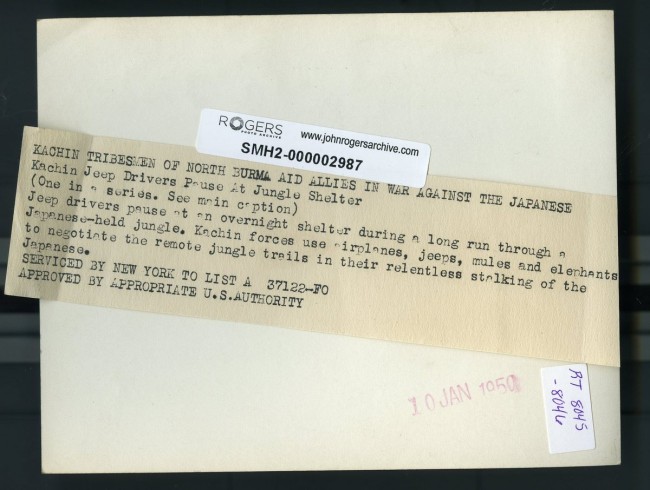 ROGERS
PHOTO ARCHIVE
www.johnrogersarchive.com
SMH2-000002987
KACHIN TRIBESMEN OF NORTH BURMA AID ALLIES IN WAR AGAINST THE JAPANESE
Kachin Jeep Drivers Pause At Jungle Shelter
(One in a series. See main caption)
Jeep drivers pause at an overnight shelter during a long run through a
Japanese-held jungle. Kachin forces use airplanes, jeeps, mules and elephants
to negotiate the remote jungle trails in their relentless stalking of the
Japanese.
SERVICED BY NEW YORK TO LIST A 37122-FO
APPROVED BY APPROPRIATE U.S.AUTHORITY
10 JAN 1950
RT 8045
-8046